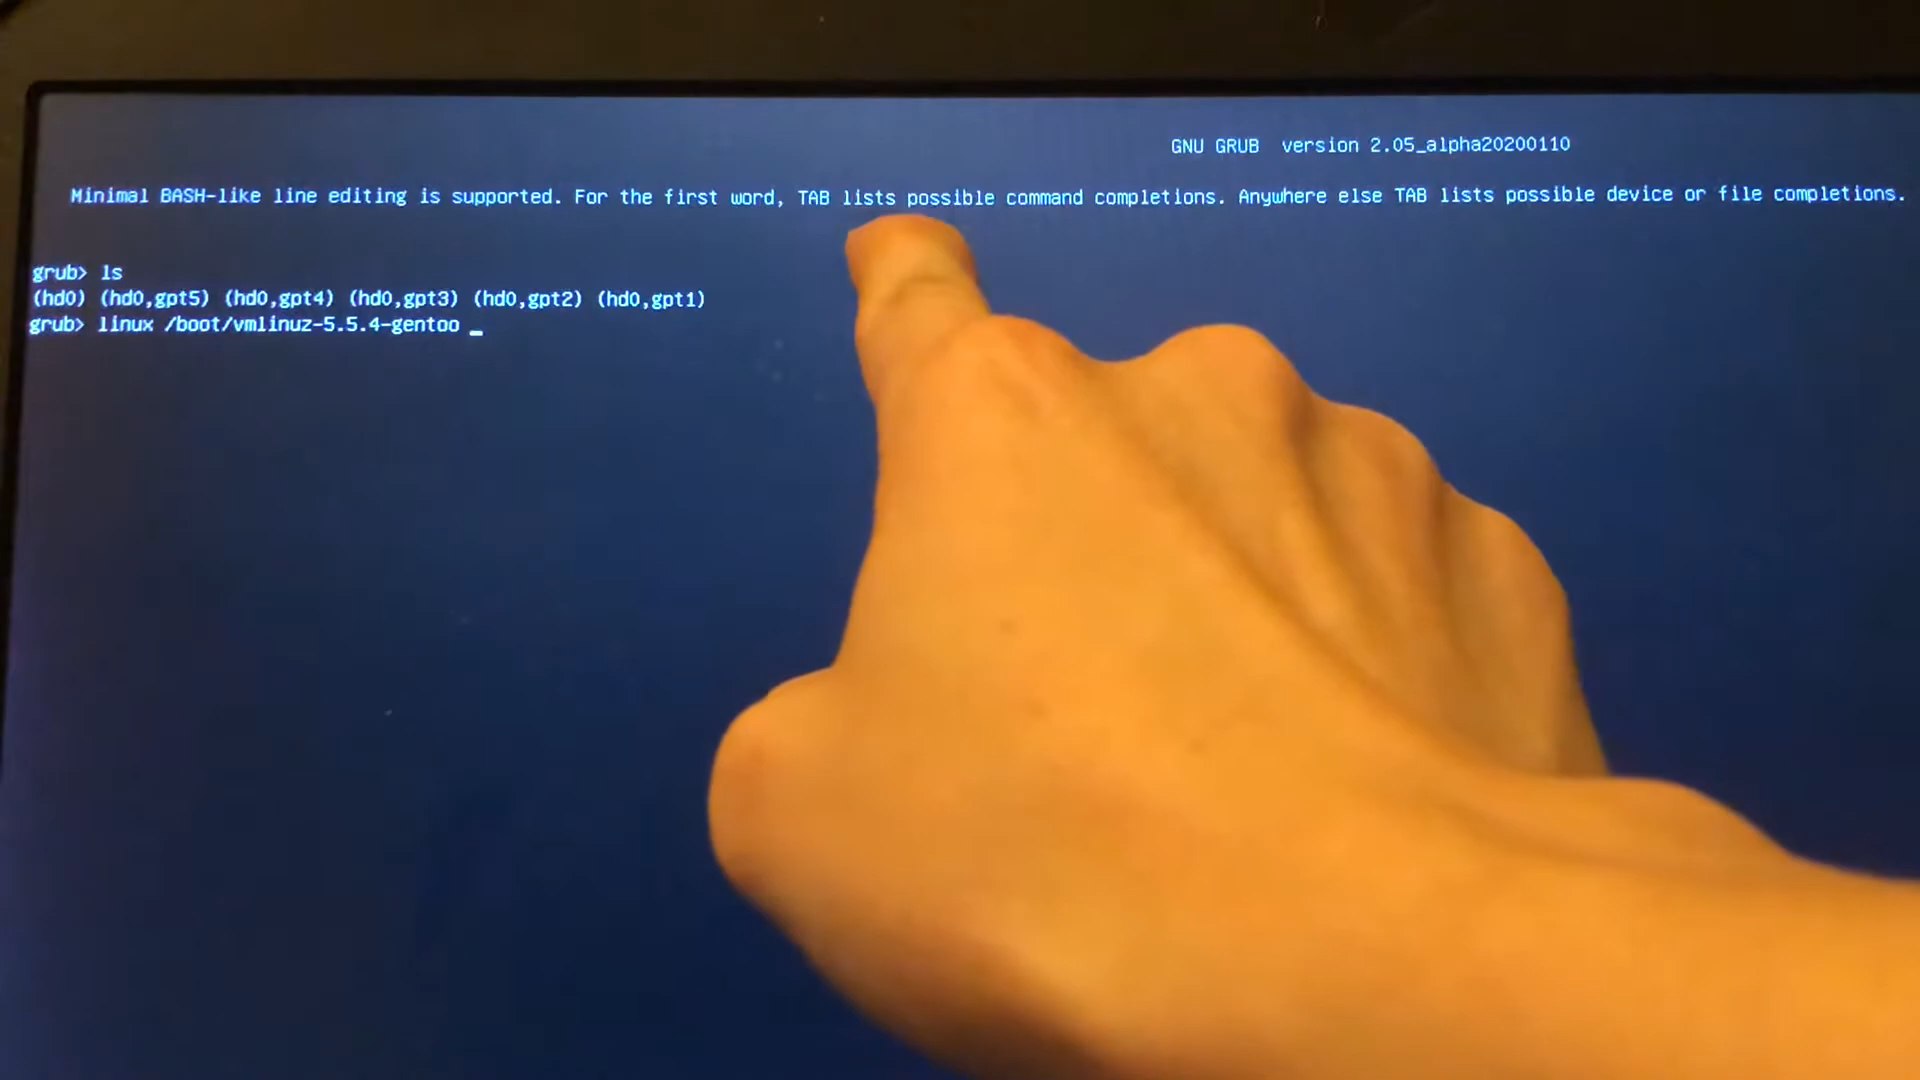 GNU GRUB version 2.05_alpha20200110
Minimal BASH-like line editing is supported. For the first word, TAB lists possible command completions. Anywhere else TAB lists possible device or file completions.
grub> ls
(hd0) (hd0,gpt5) (hd0,gpt4) (hd0,gpt3) (hd0,gpt2) (hd0,gpt1)
grub> linux /boot/vmlinuz-5.5.4-gentoo _